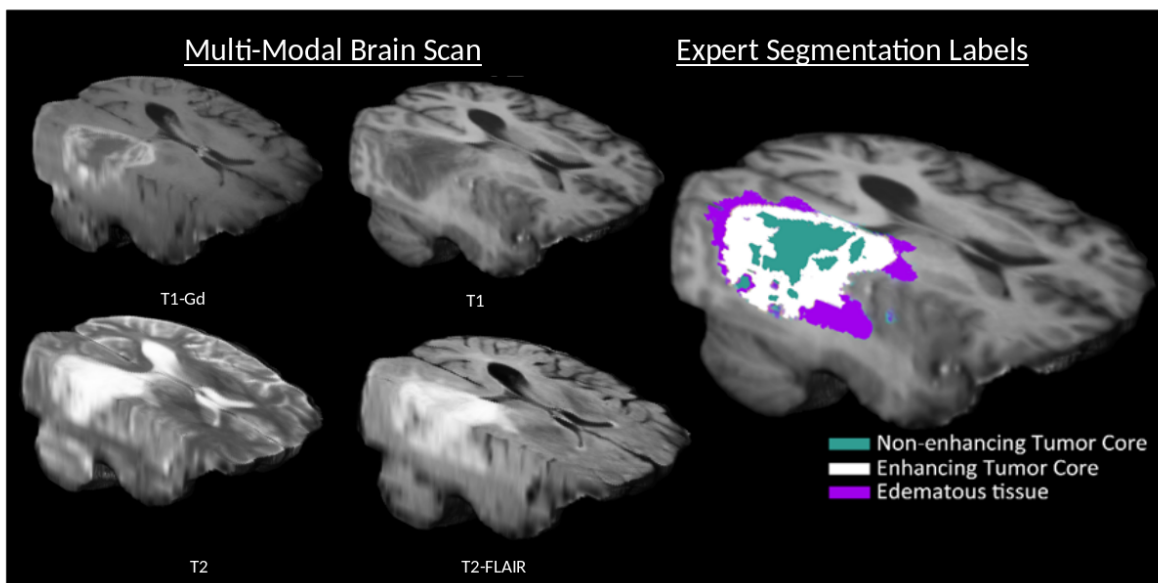 Multi-Modal Brain Scan
Expert Segmentation Labels
T1-Gd
T1
T2
T2-FLAIR
Non-enhancing Tumor Core
Enhancing Tumor Core
Edematous tissue